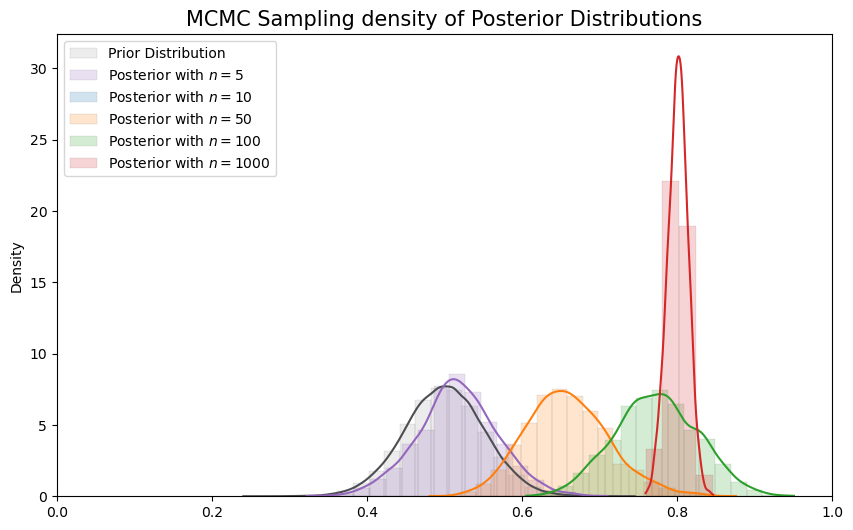 MCMC Sampling density of Posterior Distributions
Prior Distribution
Posterior with n = 5
Posterior with n = 10
Posterior with n = 50
Posterior with n = 100
Posterior with n = 1000
Density
30
25
20
15
10
5
0
0.0
0.2
0.4
0.6
0.8
1.0